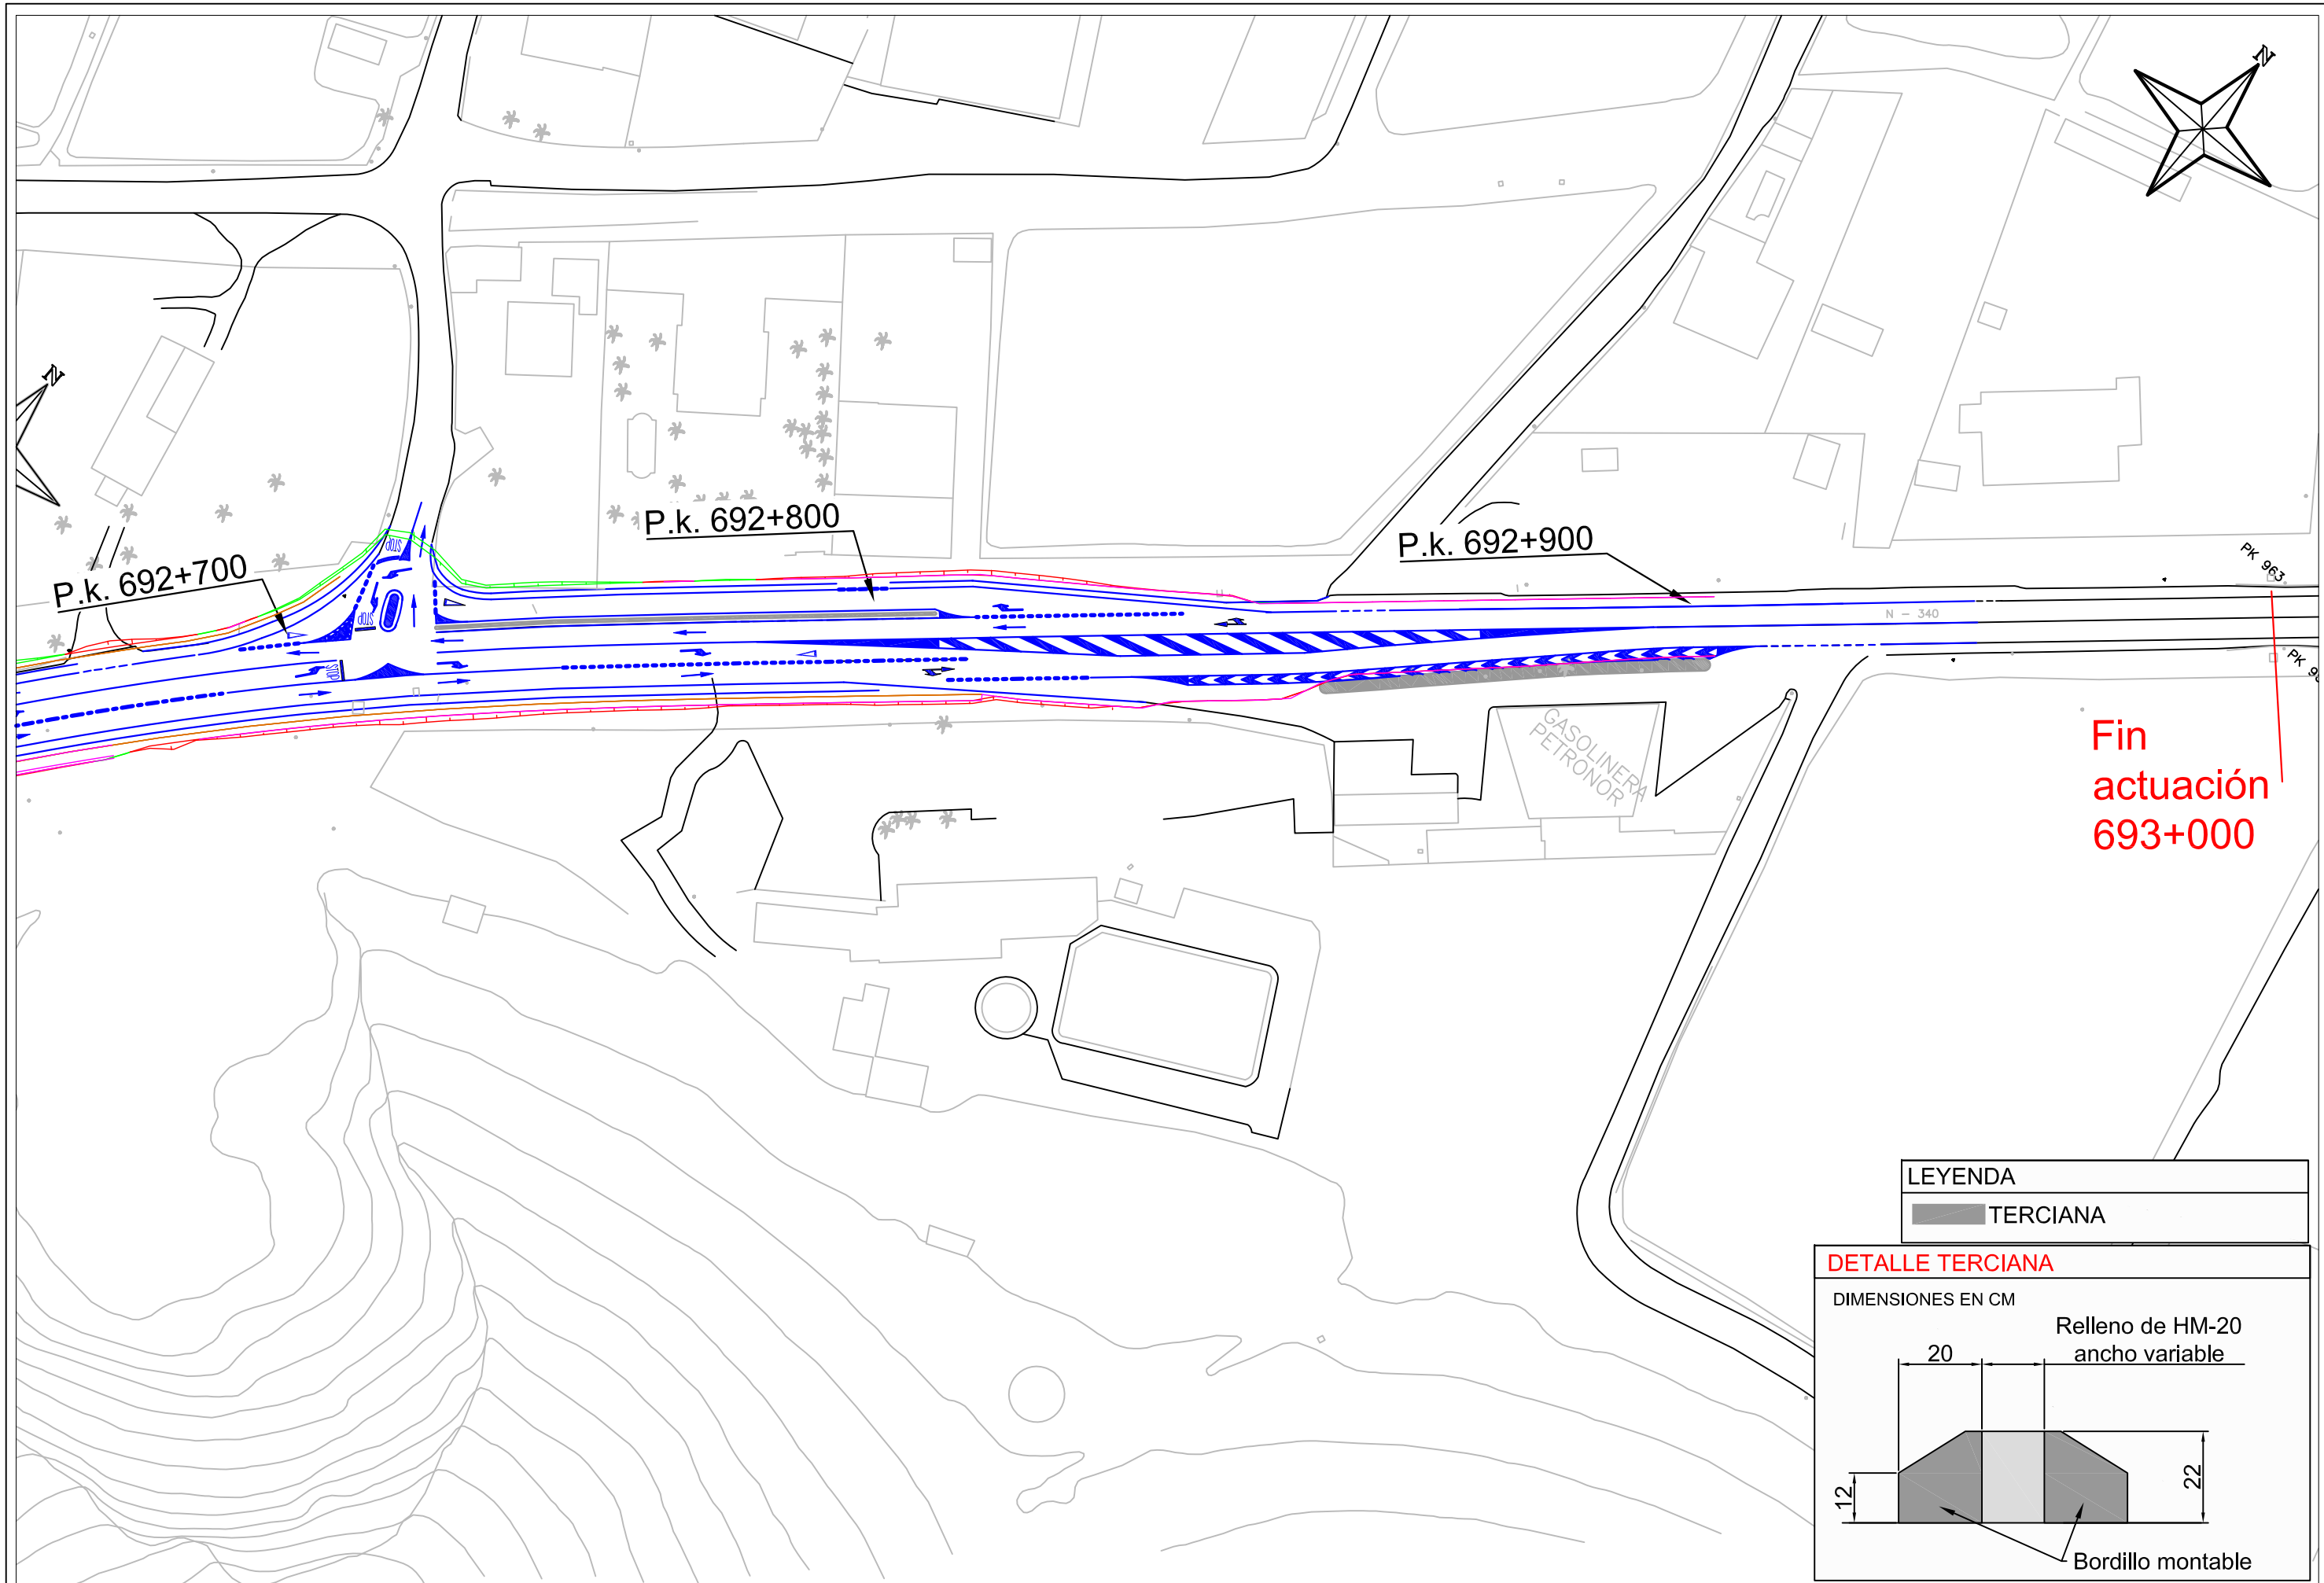 N
N
P.k. 692+700
P.k. 692+800
P.k. 692+900
STOP
STOP
STOP
N - 340
PK 963
GASOLINERA
PETRONOR
Fin
actuación
693+000
LEYENDA
TERCIANA
DETALLE TERCIANA
DIMENSIONES EN CM
Relleno de HM-20
ancho variable
20
12
22
Bordillo montable